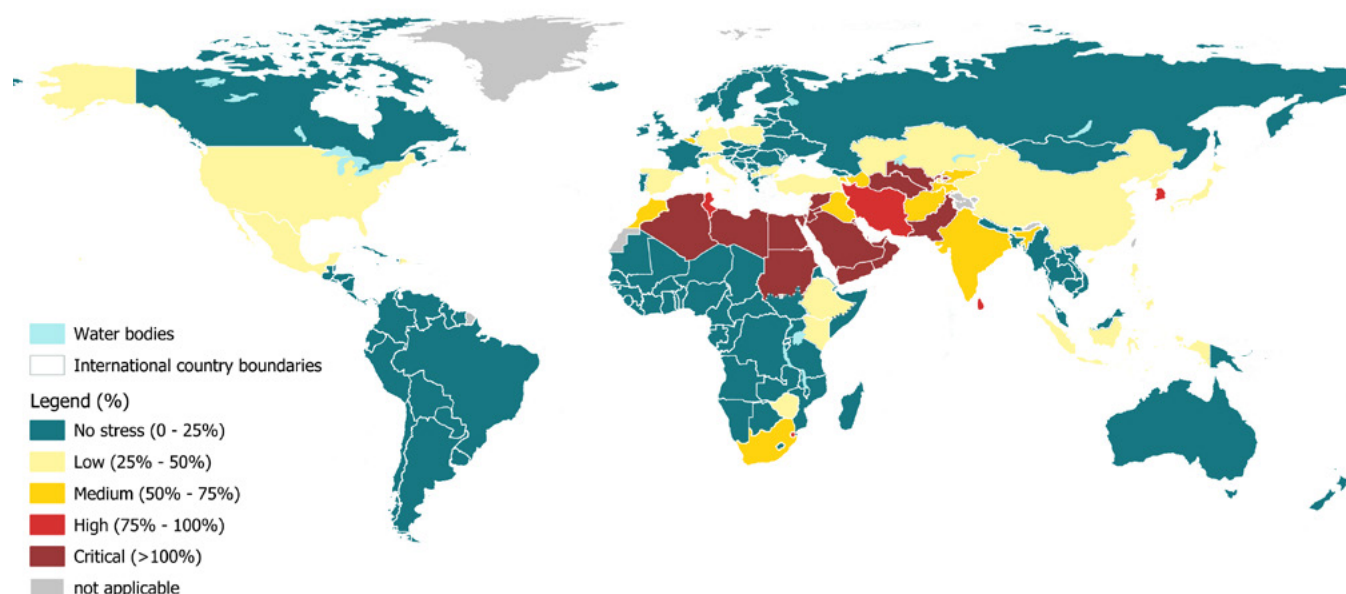 Water bodies
International country boundaries
Legend (%)
No stress (0 - 25%)
Low (25% - 50%)
Medium (50% - 75%)
High (75% - 100%)
Critical (>100%)
not applicable